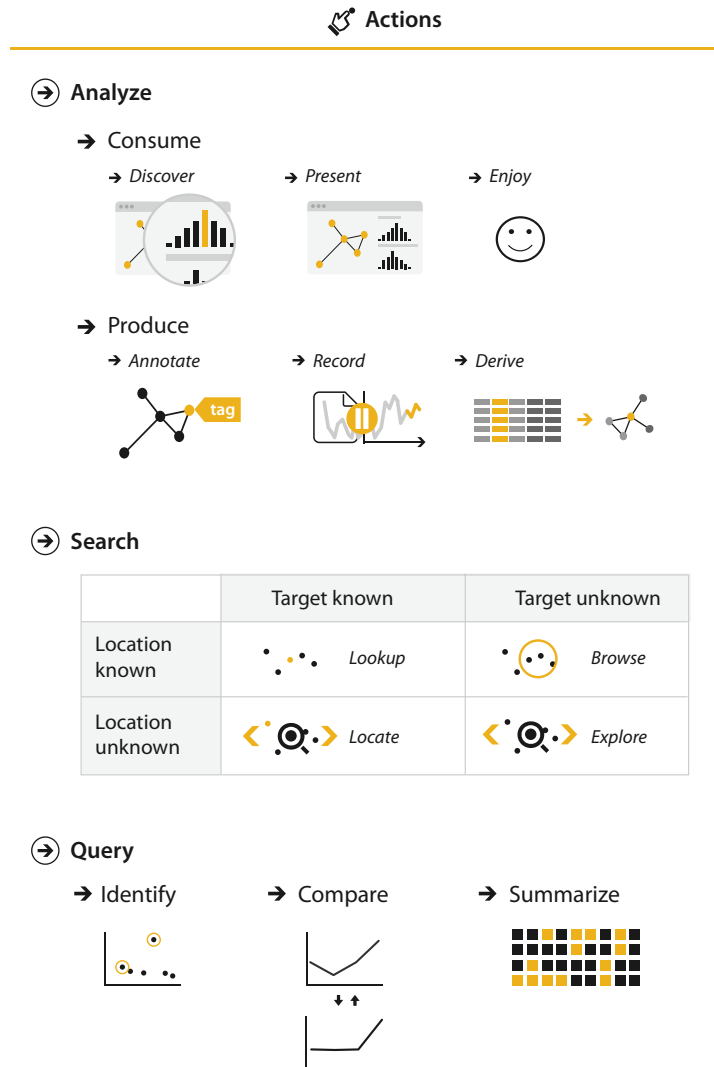 Actions
Analyze
Consume
Discover
Present
Enjoy
Produce
Annotate
Record
Derive
tag
Search
Target known
Target unknown
Location
known
Lookup
Browse
Location
unknown
Locate
Explore
Query
Identify
Compare
Summarize